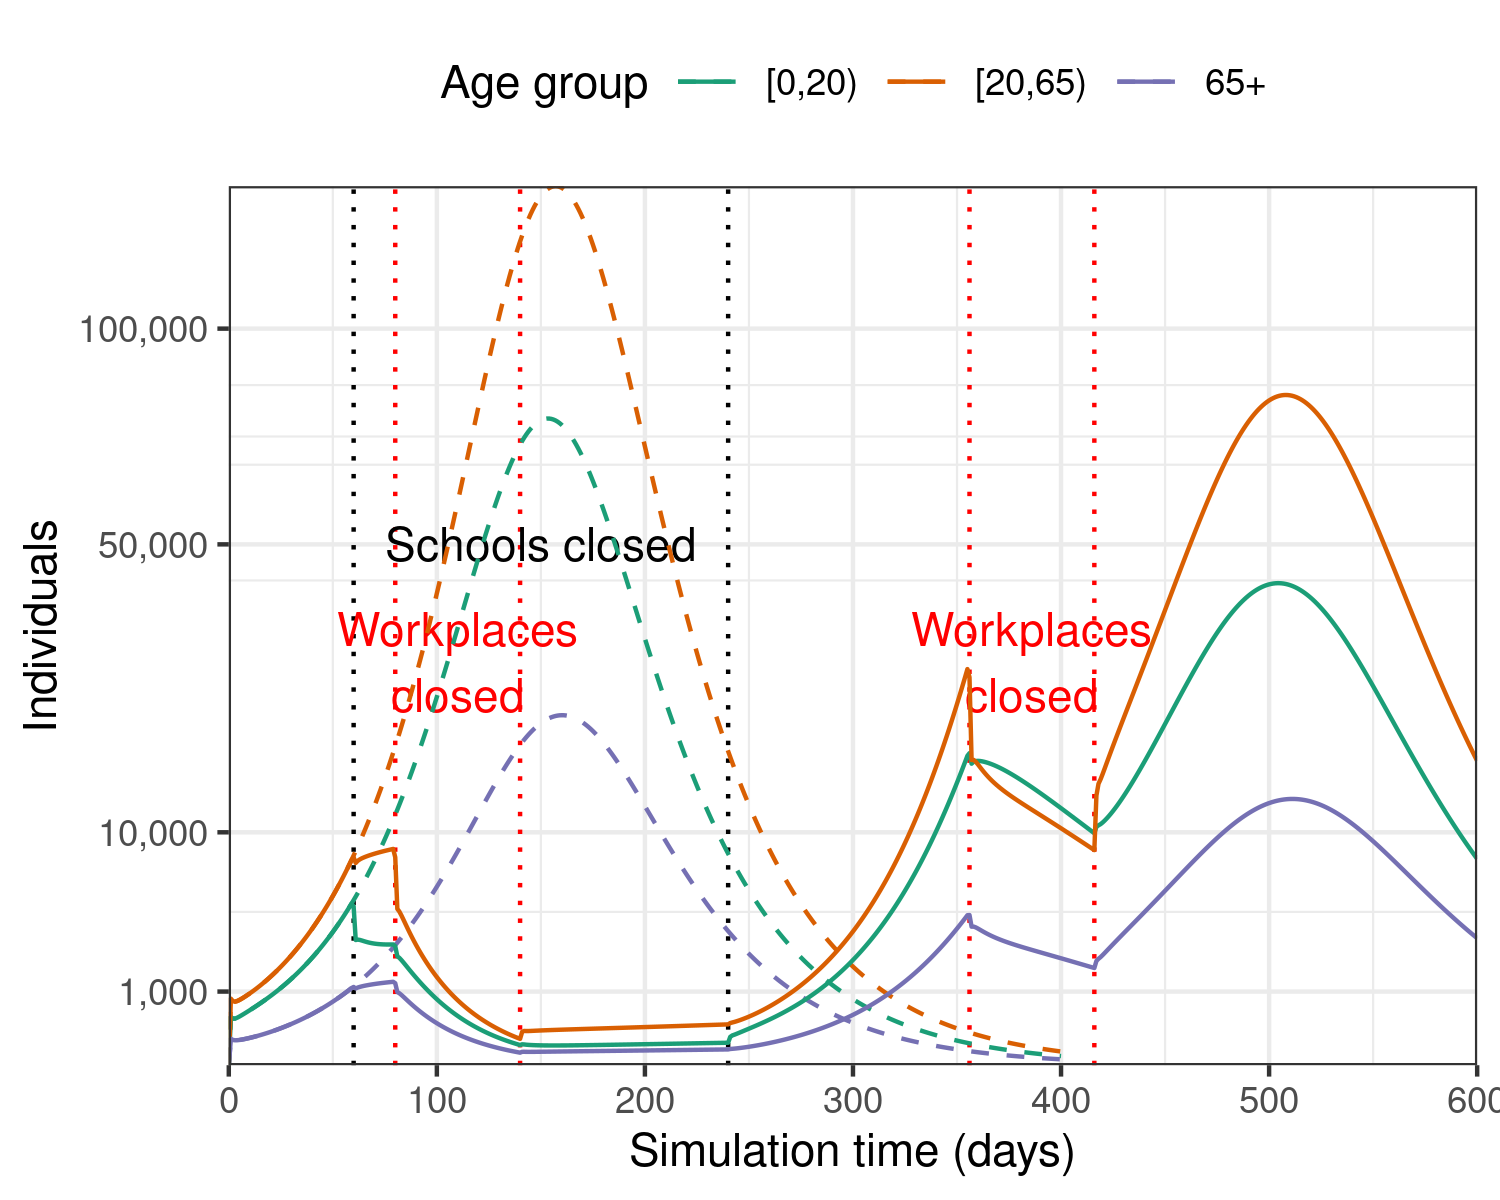 Age group [0,20) [20,65) 65+
100,000
50,000
10,000
1,000
Individuals
Schools closed
Workplaces
closed
Workplaces
closed
0 100 200 300 400 500 600
Simulation time (days)